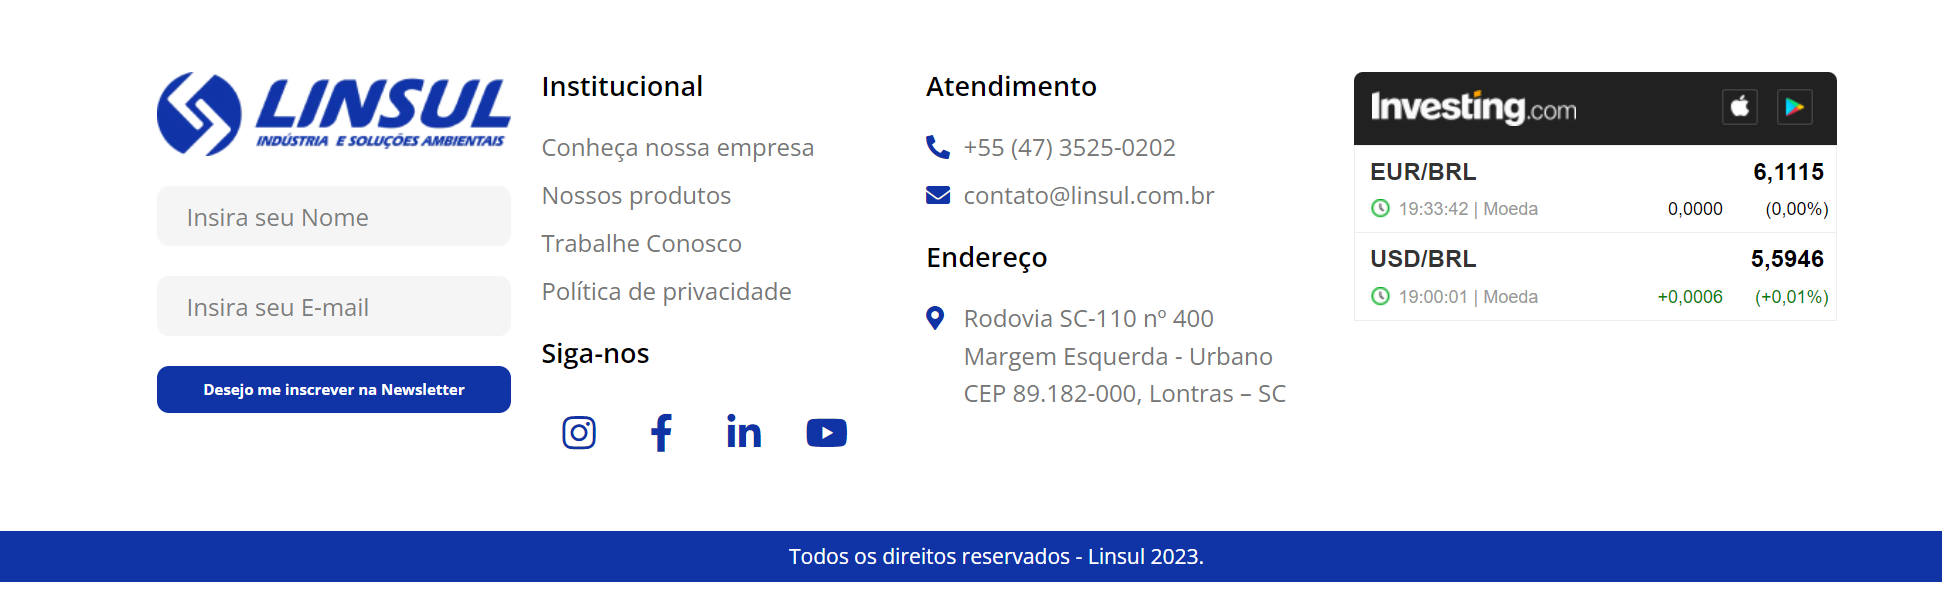 LINSUL
INDÚSTRIA E SOLUÇÕES AMBIENTAIS
Insira seu Nome
Insira seu E-mail
Desejo me inscrever na Newsletter
Institucional
Conheça nossa empresa
Nossos produtos
Trabalhe Conosco
Política de privacidade
Siga-nos
Atendimento
+55 (47) 3525-0202
contato@linsul.com.br
Endereço
Rodovia SC-110 nº 400
Margem Esquerda - Urbano
CEP 89.182-000, Lontras – SC
Investing.com
EUR/BRL 6,1115
19:33:42 | Moeda 0,0000 (0,00%)
USD/BRL 5,5946
19:00:01 | Moeda +0,0006 (+0,01%)
Todos os direitos reservados - Linsul 2023.